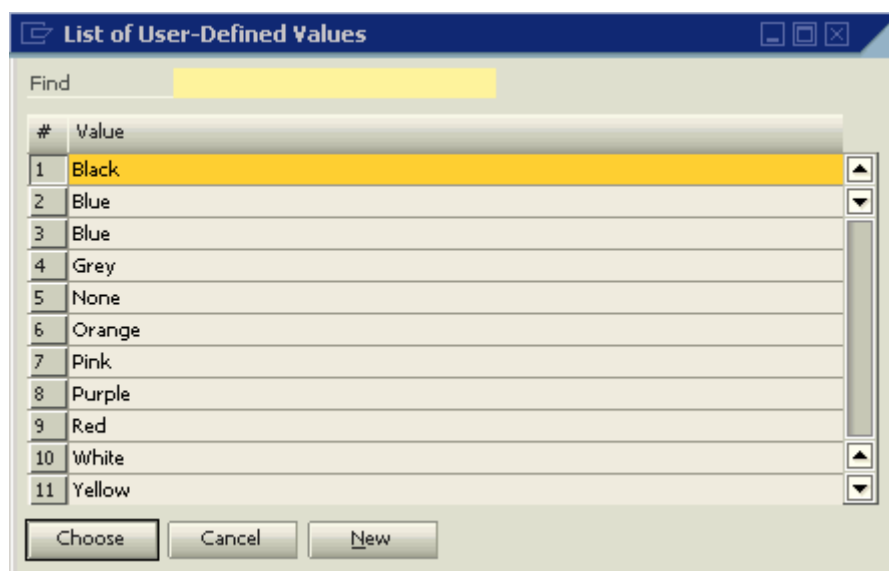 List of User-Defined Values
Find
# Value
1 Black
2 Blue
3 Blue
4 Grey
5 None
6 Orange
7 Pink
8 Purple
9 Red
10 White
11 Yellow
Choose Cancel New